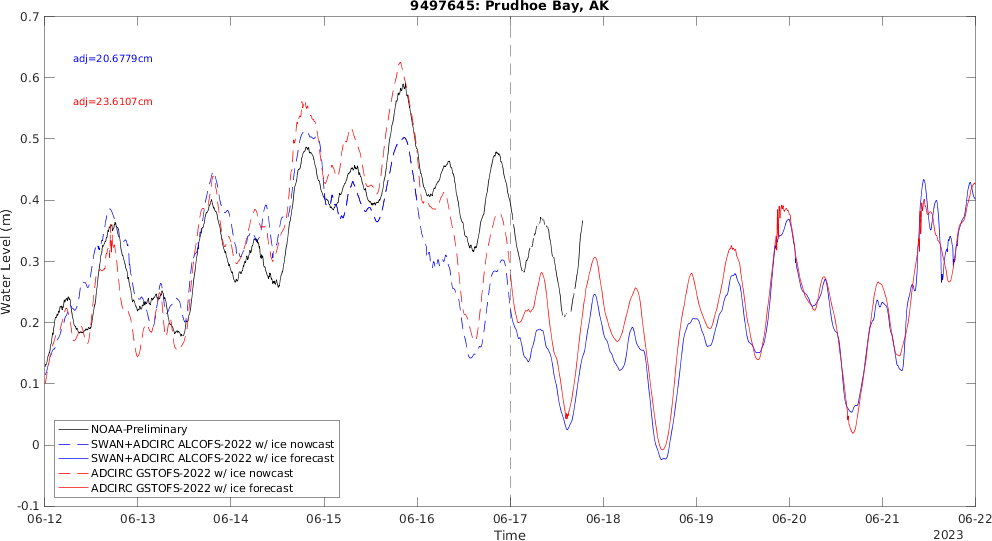 9497645: Prudhoe Bay, AK
0.7
0.6
0.5
0.4
0.3
0.2
0.1
0
-0.1
Water Level (m)
adj=20.6779cm
adj=23.6107cm
NOAA-Preliminary
SWAN+ADCIRC ALCOFS-2022 w/ ice nowcast
SWAN+ADCIRC ALCOFS-2022 w/ ice forecast
ADCIRC GSTOFS-2022 w/ ice nowcast
ADCIRC GSTOFS-2022 w/ ice forecast
06-12 06-13 06-14 06-15 06-16 06-17 06-18 06-19 06-20 06-21 06-22
Time
2023